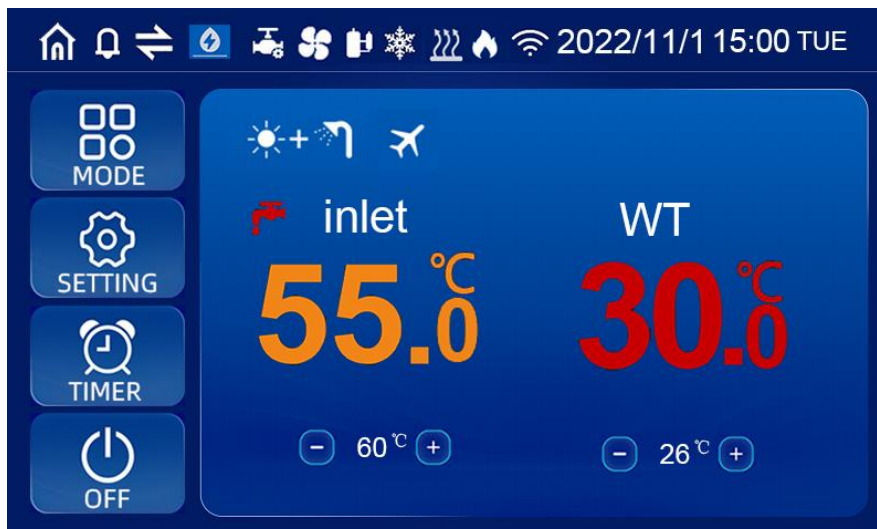 2022/11/1 15:00 TUE
MODE
SETTING
TIMER
OFF
inlet
WT
55.0°C
30.0°C
- 60℃ +
- 26℃ +